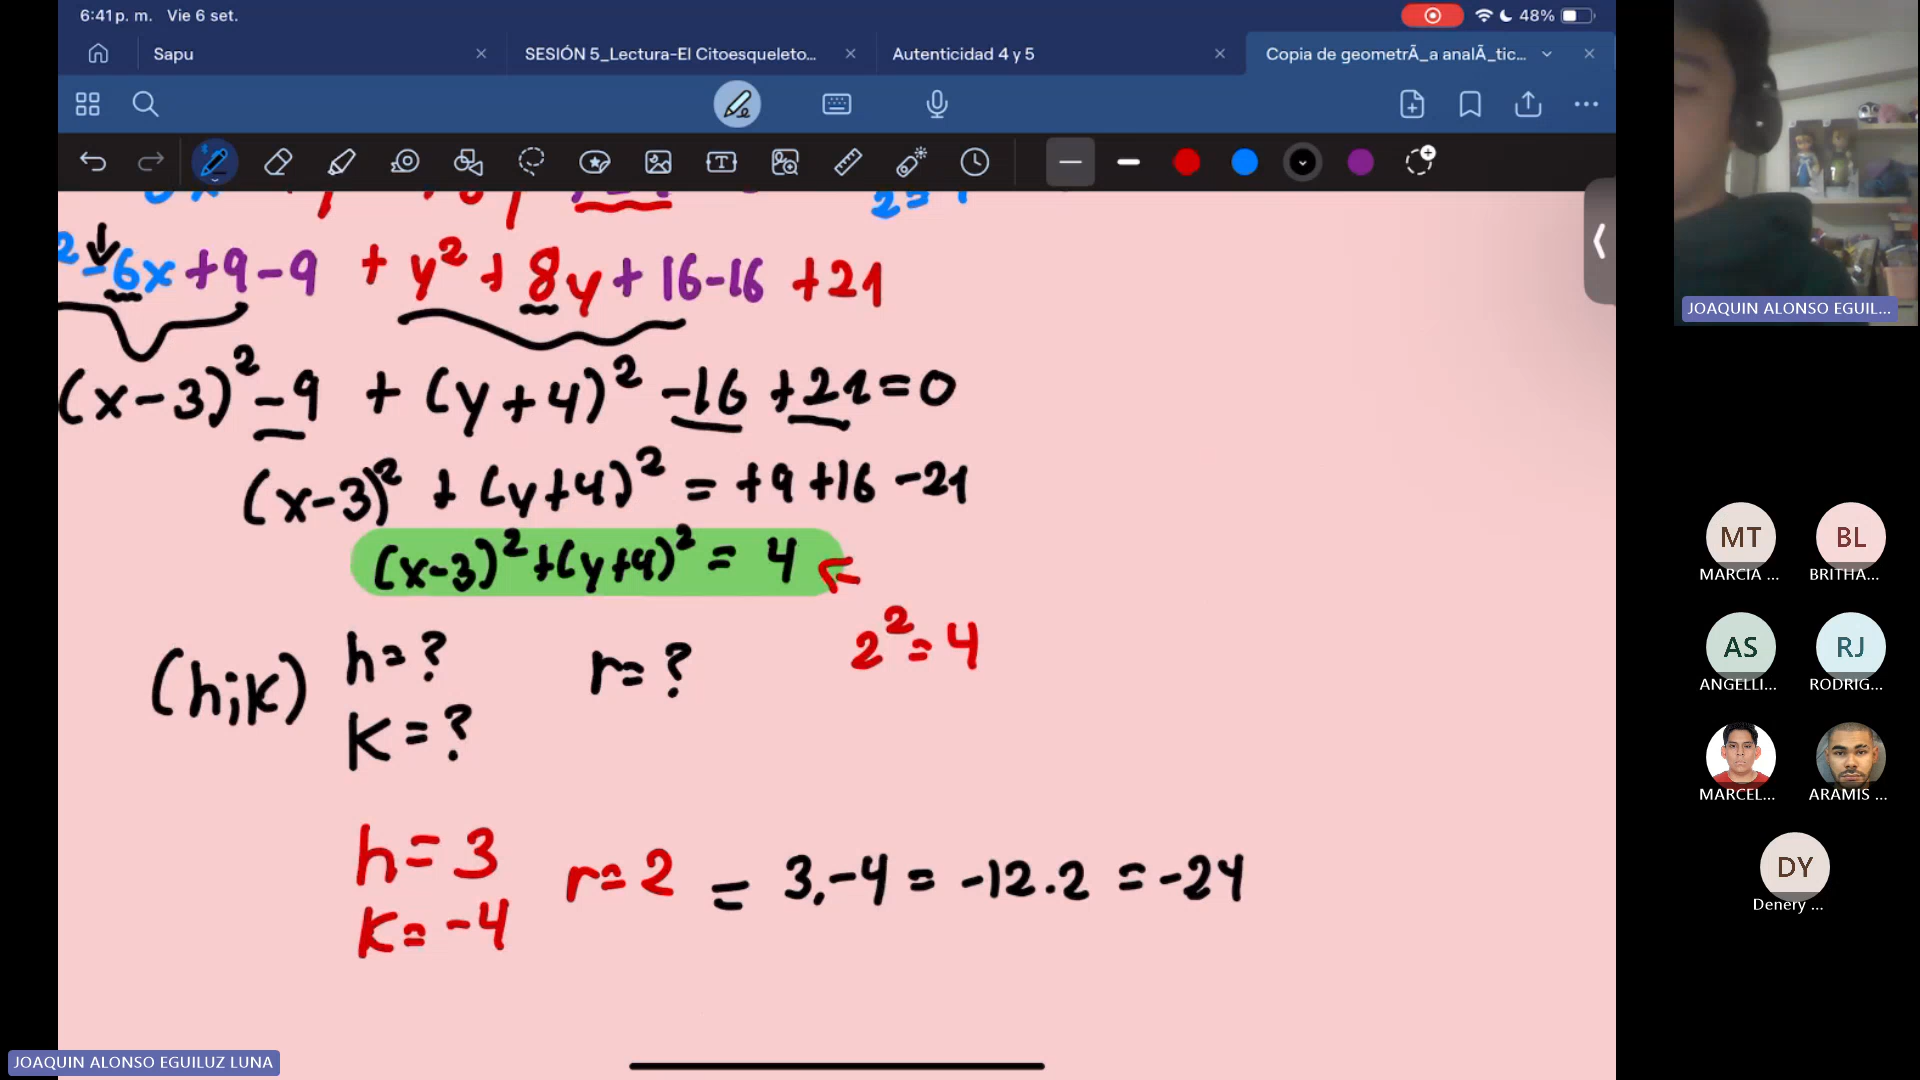 6:41 p. m. Vie 6 set.
48%
Sapu
SESIÓN 5_Lectura-El Citoesqueleto...
Autenticidad 4 y 5
Copia de geometrÃ_a analÃ_tic...
2=
2 -6x +9 -9 + y² + 8y + 16 -16 +21
(x-3)² -9 + (y+4)² -16 +21 = 0
(x-3)² + (y+4)² = +9 +16 -21
(x-3)² + (y+4)² = 4
2² = 4
(h;k)
h = ?
r = ?
k = ?
h = 3
r = 2 = 3.-4 = -12.2 = -24
k = -4
JOAQUIN ALONSO EGUILUZ LUNA
JOAQUIN ALONSO EGUIL...
MT
MARCIA ...
BL
BRITHA...
AS
ANGELLI...
RJ
RODRIG...
MARCEL...
ARAMIS ...
DY
Denery ...